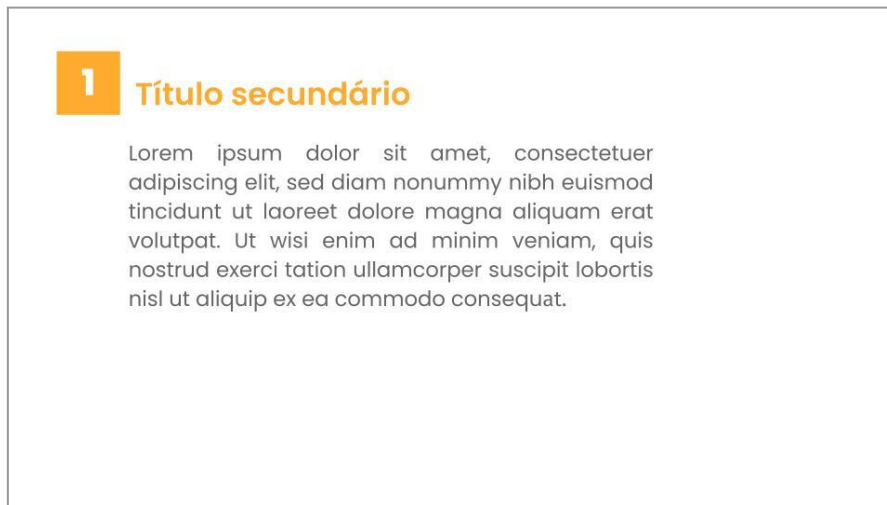 1 Título secundário
Lorem ipsum dolor sit amet, consectetuer
adipiscing elit, sed diam nonummy nibh euismod
tincidunt ut laoreet dolore magna aliquam erat
volutpat. Ut wisi enim ad minim veniam, quis
nostrud exerci tation ullamcorper suscipit lobortis
nisl ut aliquip ex ea commodo consequat.